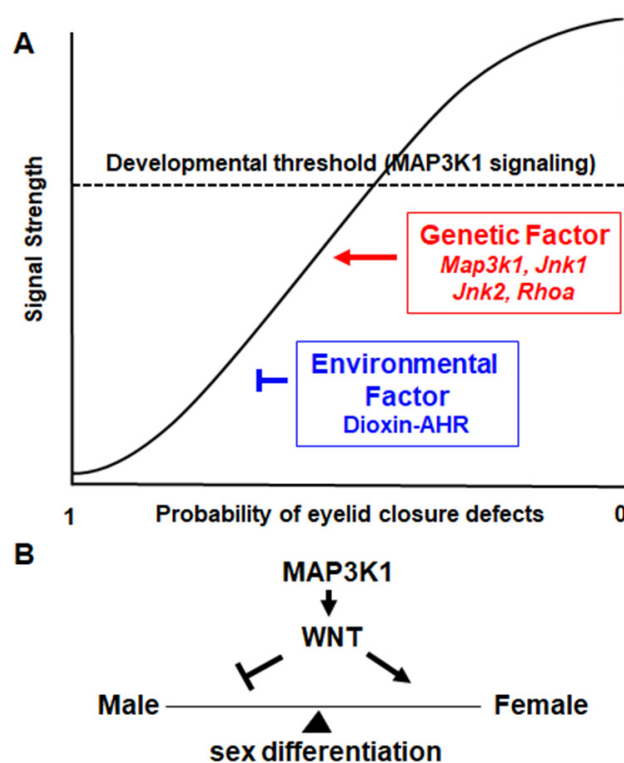 A
Signal Strength
Developmental threshold (MAP3K1 signaling)
Genetic Factor
Map3k1, Jnk1
Jnk2, Rhoa
Environmental
Factor
Dioxin-AHR
1
Probability of eyelid closure defects
0
B
MAP3K1
WNT
Male
Female
sex differentiation